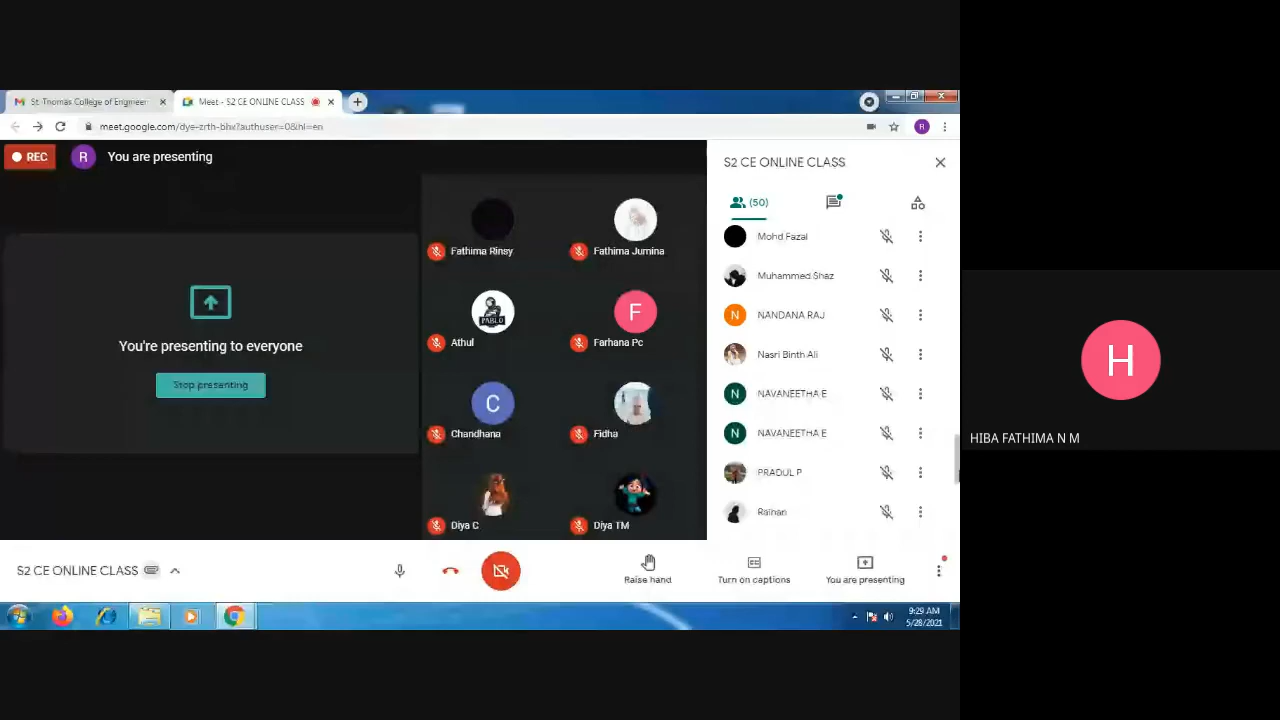 St. Thomas College of Engineer
Meet - S2 CE ONLINE CLASS
meet.google.com/dye-zrth-bhx?authuser=0&hl=en
R
REC
R
You are presenting
S2 CE ONLINE CLASS
(50)
You're presenting to everyone
Stop presenting
Fathima Rinsy
Fathima Jumina
PABLO
F
Athul
Farhana Pc
C
Chandhana
Fidha
Diya C
Diya TM
Mohd Fazal
Muhammed Shaz
N
NANDANA RAJ
Nasri Binth Ali
N
NAVANEETHA E
N
NAVANEETHA E
PRADUL P
Raihan
H
HIBA FATHIMA N M
S2 CE ONLINE CLASS
Raise hand
Turn on captions
You are presenting
9:29 AM
5/28/2021